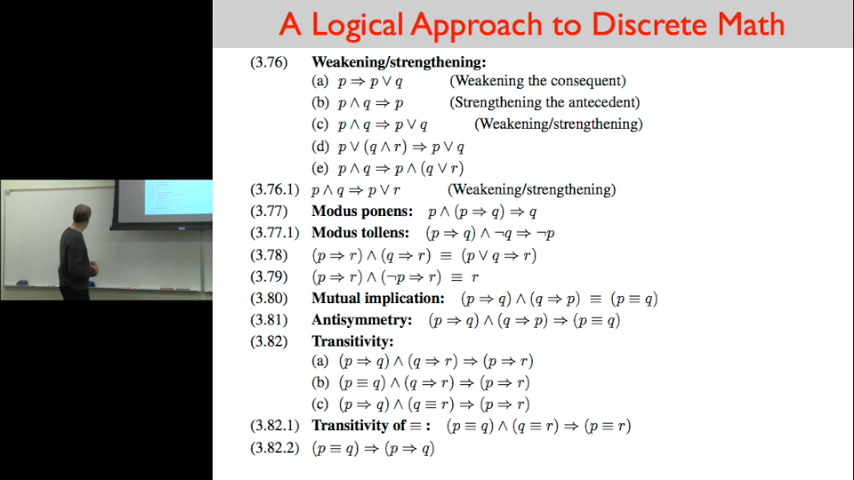 A Logical Approach to Discrete Math
(3.76) Weakening/strengthening:
(a) p ⇒ p ∨ q (Weakening the consequent)
(b) p ∧ q ⇒ p (Strengthening the antecedent)
(c) p ∧ q ⇒ p ∨ q (Weakening/strengthening)
(d) p ∨ (q ∧ r) ⇒ p ∨ q
(e) p ∧ q ⇒ p ∧ (q ∨ r)
(3.76.1) p ∧ q ⇒ p ∨ r (Weakening/strengthening)
(3.77) Modus ponens: p ∧ (p ⇒ q) ⇒ q
(3.77.1) Modus tollens: (p ⇒ q) ∧ ¬q ⇒ ¬p
(3.78) (p ⇒ r) ∧ (q ⇒ r) ≡ (p ∨ q ⇒ r)
(3.79) (p ⇒ r) ∧ (¬p ⇒ r) ≡ r
(3.80) Mutual implication: (p ⇒ q) ∧ (q ⇒ p) ≡ (p ≡ q)
(3.81) Antisymmetry: (p ⇒ q) ∧ (q ⇒ p) ⇒ (p ≡ q)
(3.82) Transitivity:
(a) (p ⇒ q) ∧ (q ⇒ r) ⇒ (p ⇒ r)
(b) (p ≡ q) ∧ (q ⇒ r) ⇒ (p ⇒ r)
(c) (p ⇒ q) ∧ (q ≡ r) ⇒ (p ⇒ r)
(3.82.1) Transitivity of ≡ : (p ≡ q) ∧ (q ≡ r) ⇒ (p ≡ r)
(3.82.2) (p ≡ q) ⇒ (p ⇒ q)